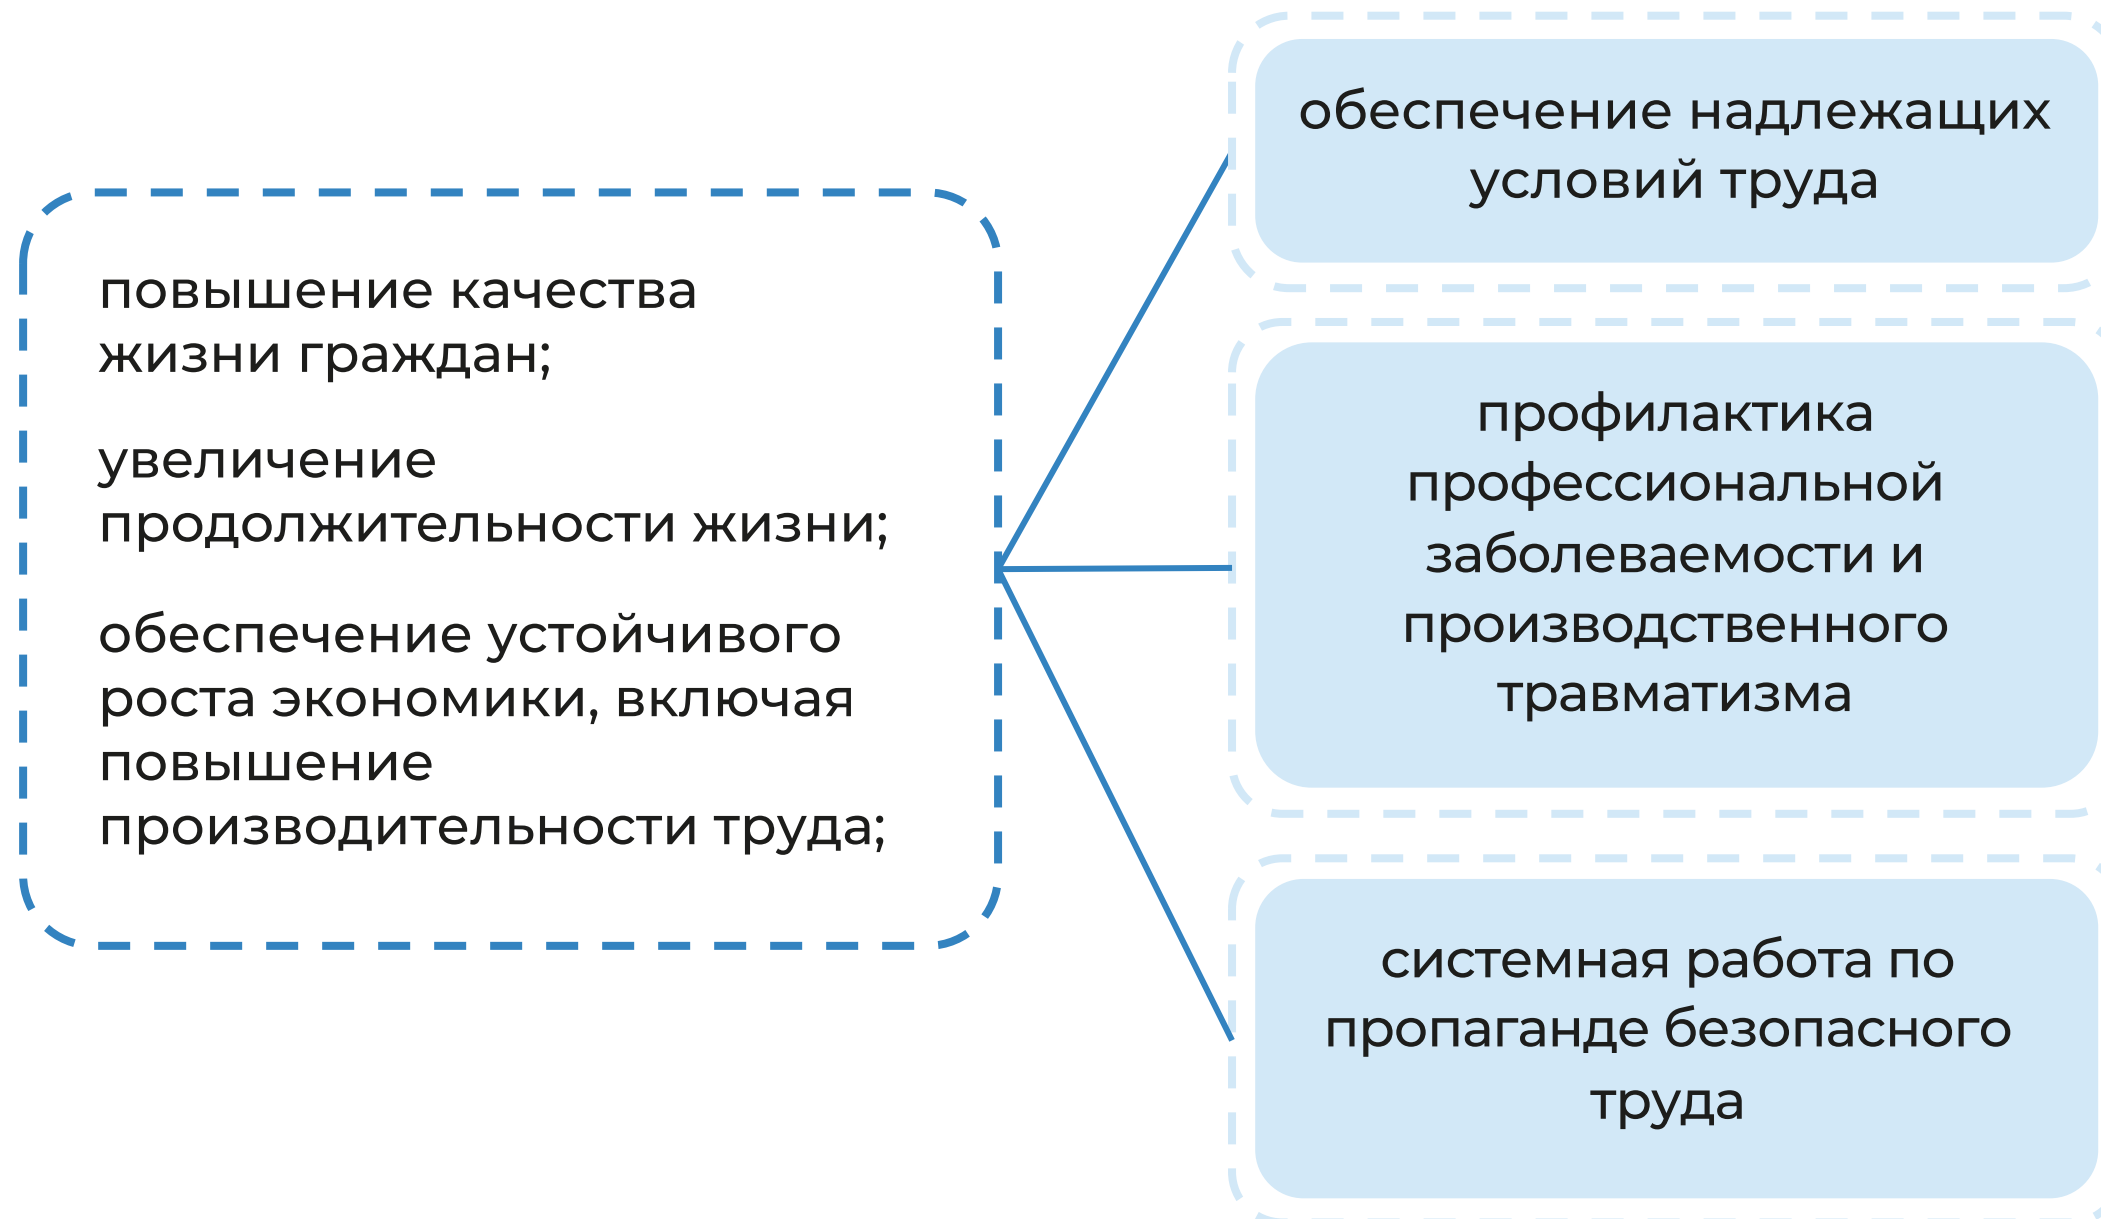 повышение качества
жизни граждан;
увеличение
продолжительности жизни;
обеспечение устойчивого
роста экономики, включая
повышение
производительности труда;
обеспечение надлежащих
условий труда
профилактика
профессиональной
заболеваемости и
производственного
травматизма
системная работа по
пропаганде безопасного
труда